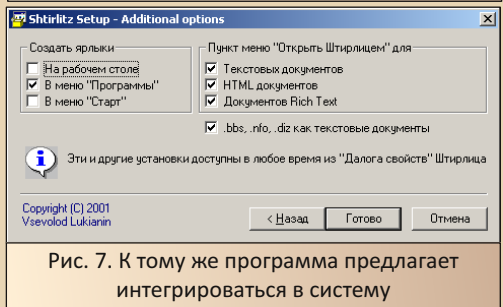 Shtirlitz Setup - Additional options
Создать ярлыки
На рабочем столе
В меню "Программы"
В меню "Старт"
Пункт меню "Открыть Штирлицем" для
Текстовых документов
HTML документов
Документов Rich Text
.bbs, .nfo, .diz как текстовые документы
Эти и другие установки доступны в любое время из "Далога свойств" Штирлица
Copyright (C) 2001
Vsevolod Lukianin
< Назад
Готово
Отмена
Рис. 7. К тому же программа предлагает
интегрироваться в систему